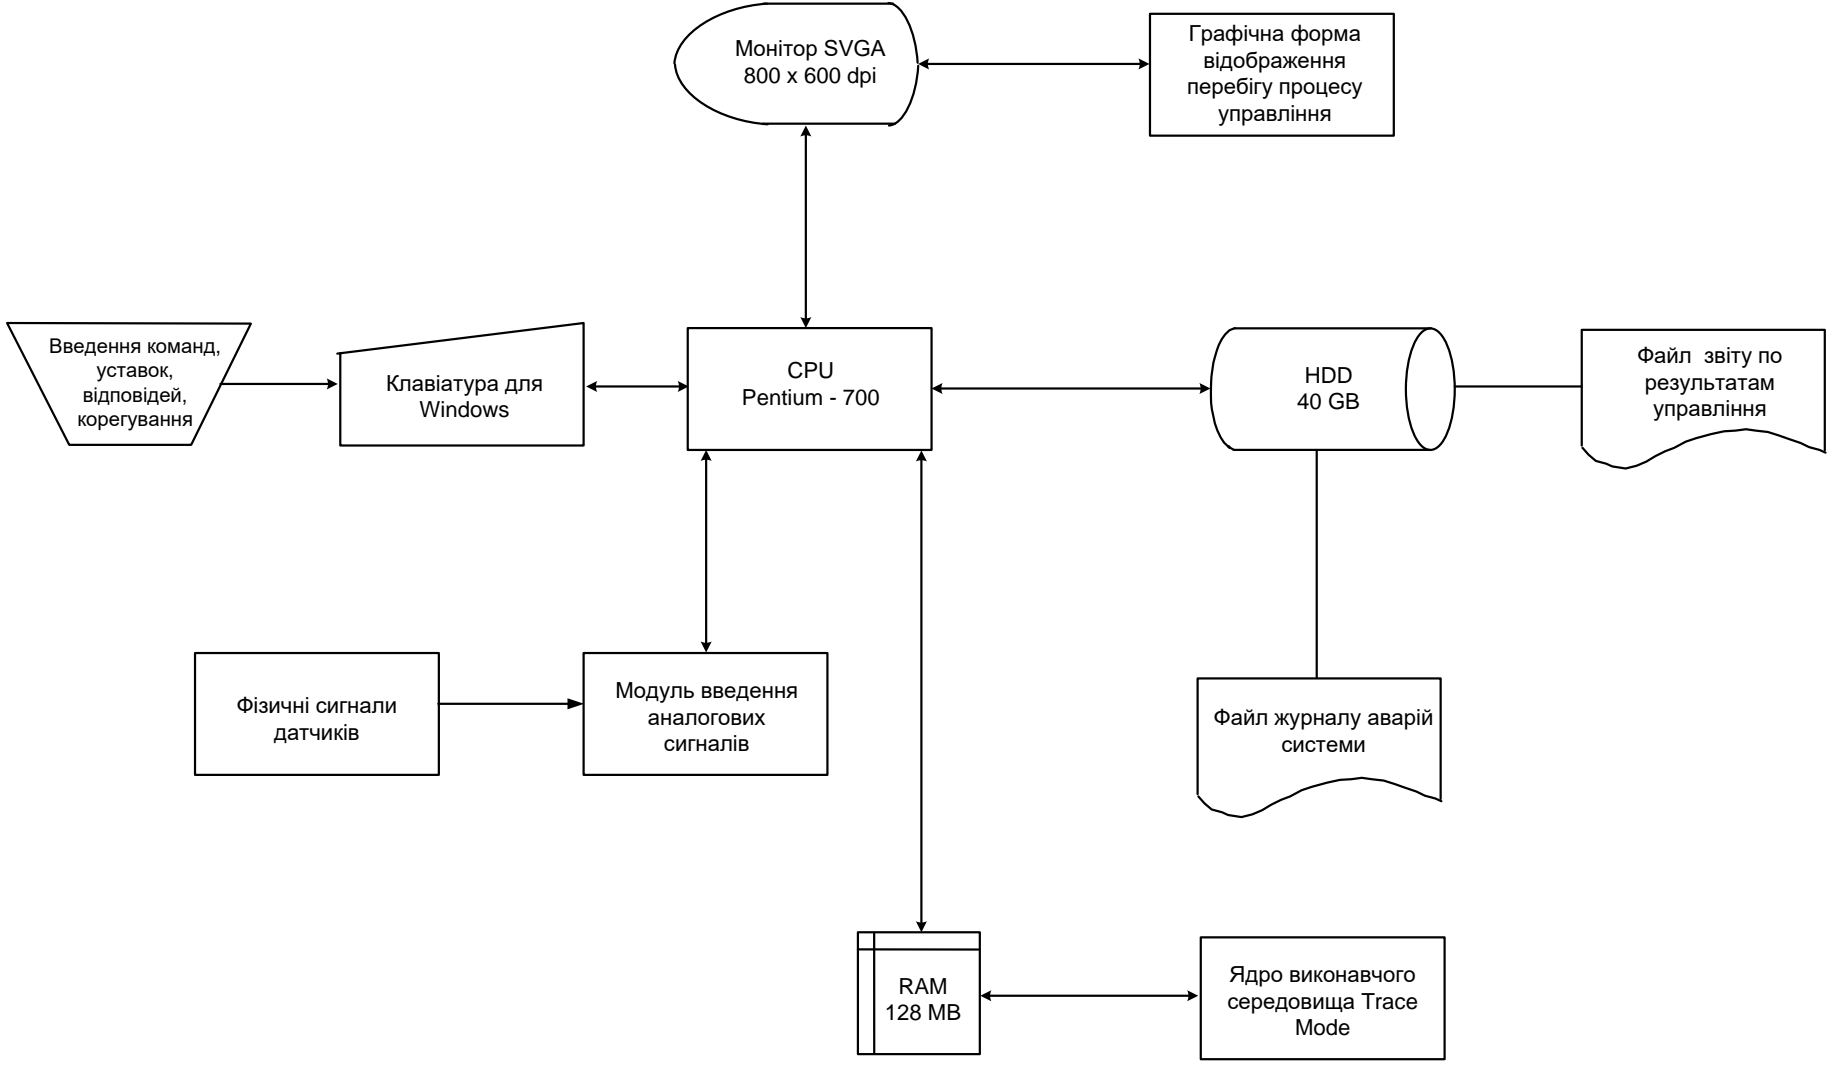 Монітор SVGA
800 x 600 dpi
Графічна форма
відображення
перебігу процесу
управління
Введення команд,
уставок,
відповідей,
корегування
Клавіатура для
Windows
CPU
Pentium - 700
HDD
40 GB
Файл звіту по
результатам
управління
Фізичні сигнали
датчиків
Модуль введення
аналогових
сигналів
Файл журналу аварій
системи
RAM
128 MB
Ядро виконавчого
середовища Trace
Mode